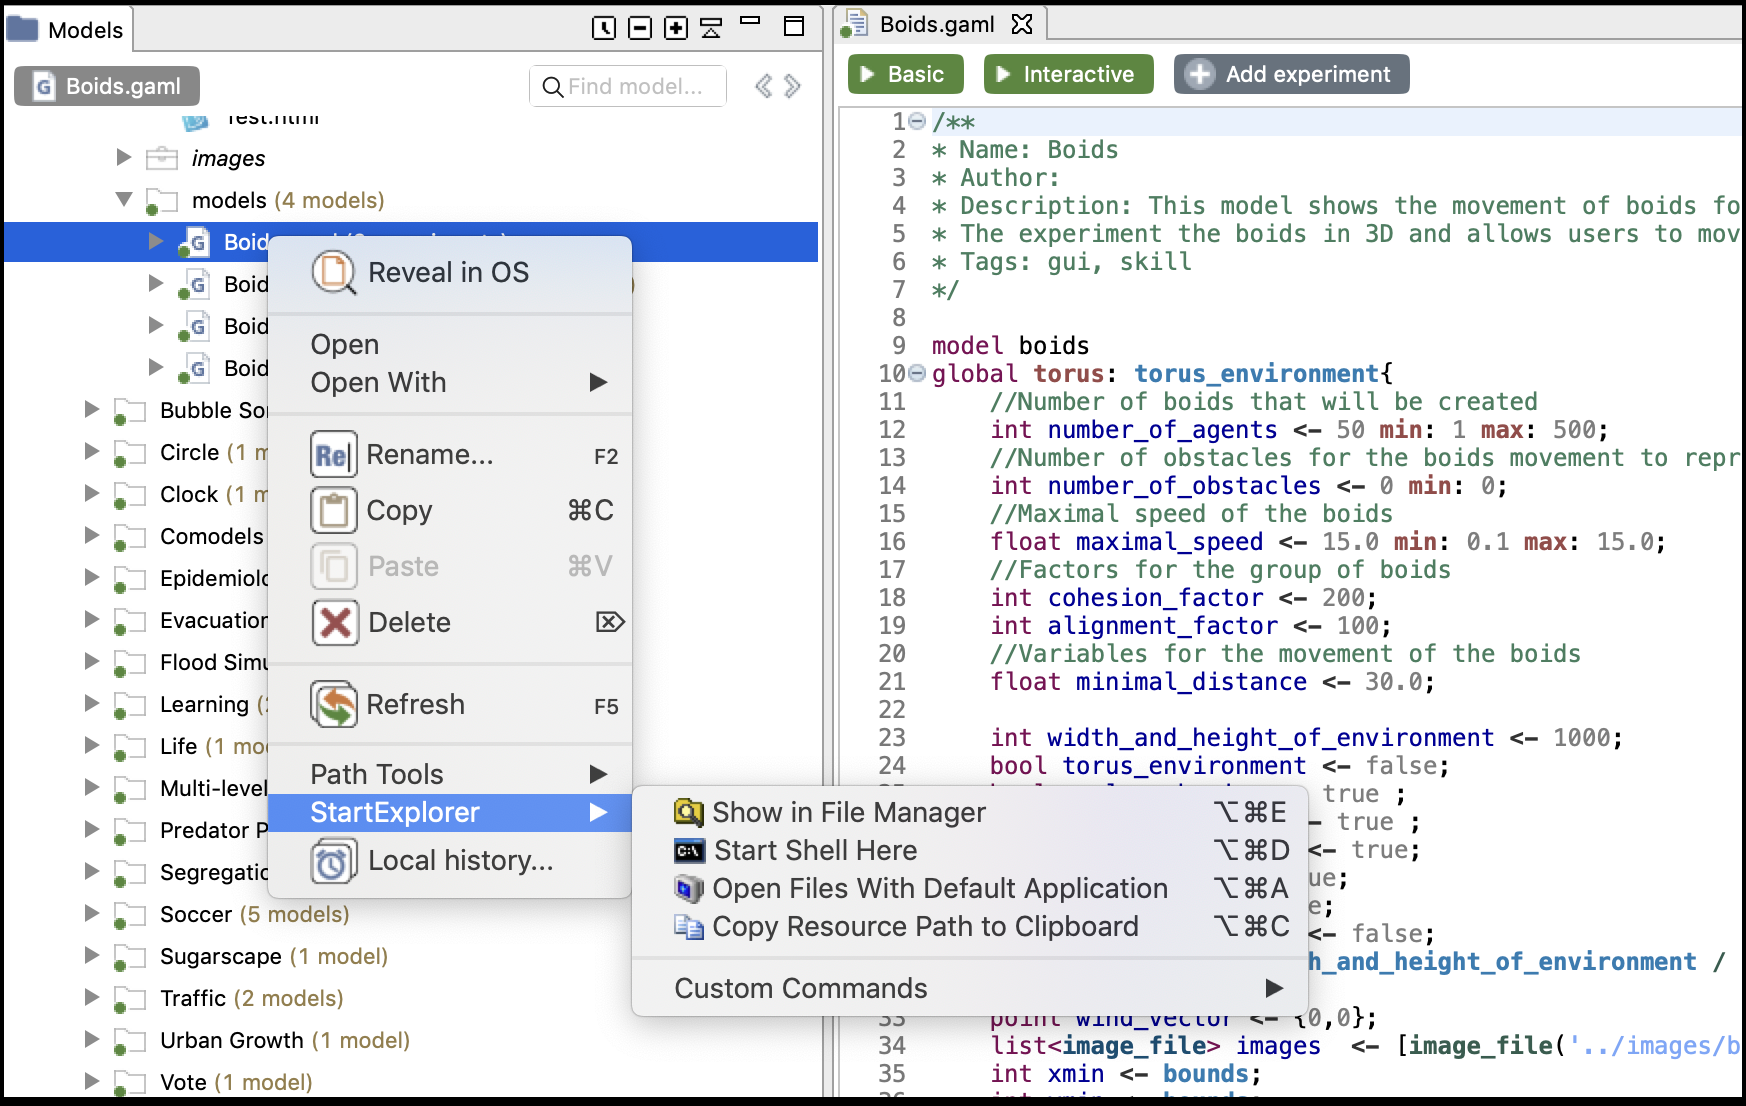 Models
Boids.gaml
Find model...
Test.html
images
models (4 models)
Boid
Boid
Boid
Boid
Bubble So
Circle (1 m
Clock (1 m
Comodels
Epidemiolo
Evacuation
Flood Simu
Learning (
Life (1 mo
Multi-level
Predator P
Segregatio
Soccer (5 models)
Sugarscape (1 model)
Traffic (2 models)
Urban Growth (1 model)
Vote (1 model)
Reveal in OS
Open
Open With
Rename... F2
Copy ⌘C
Paste ⌘V
Delete ⌦
Refresh F5
Path Tools
StartExplorer
Local history...
Show in File Manager ⌥⌘E
Start Shell Here ⌥⌘D
Open Files With Default Application ⌥⌘A
Copy Resource Path to Clipboard ⌥⌘C
Custom Commands
Boids.gaml
Basic
Interactive
Add experiment
1 /**
2 * Name: Boids
3 * Author:
4 * Description: This model shows the movement of boids fo
5 * The experiment the boids in 3D and allows users to mov
6 * Tags: gui, skill
7 */
8
9 model boids
10 global torus: torus_environment{
11 //Number of boids that will be created
12 int number_of_agents <- 50 min: 1 max: 500;
13 //Number of obstacles for the boids movement to repr
14 int number_of_obstacles <- 0 min: 0;
15 //Maximal speed of the boids
16 float maximal_speed <- 15.0 min: 0.1 max: 15.0;
17 //Factors for the group of boids
18 int cohesion_factor <- 200;
19 int alignment_factor <- 100;
20 //Variables for the movement of the boids
21 float minimal_distance <- 30.0;
22
23 int width_and_height_of_environment <- 1000;
24 bool torus_environment <- false;
true ;
- true ;
<- true;
ue;
e;
<- false;
h_and_height_of_environment /
33 point wind_vector <- {0,0};
34 list<image_file> images <- [image_file('../images/b
35 int xmin <- bounds;